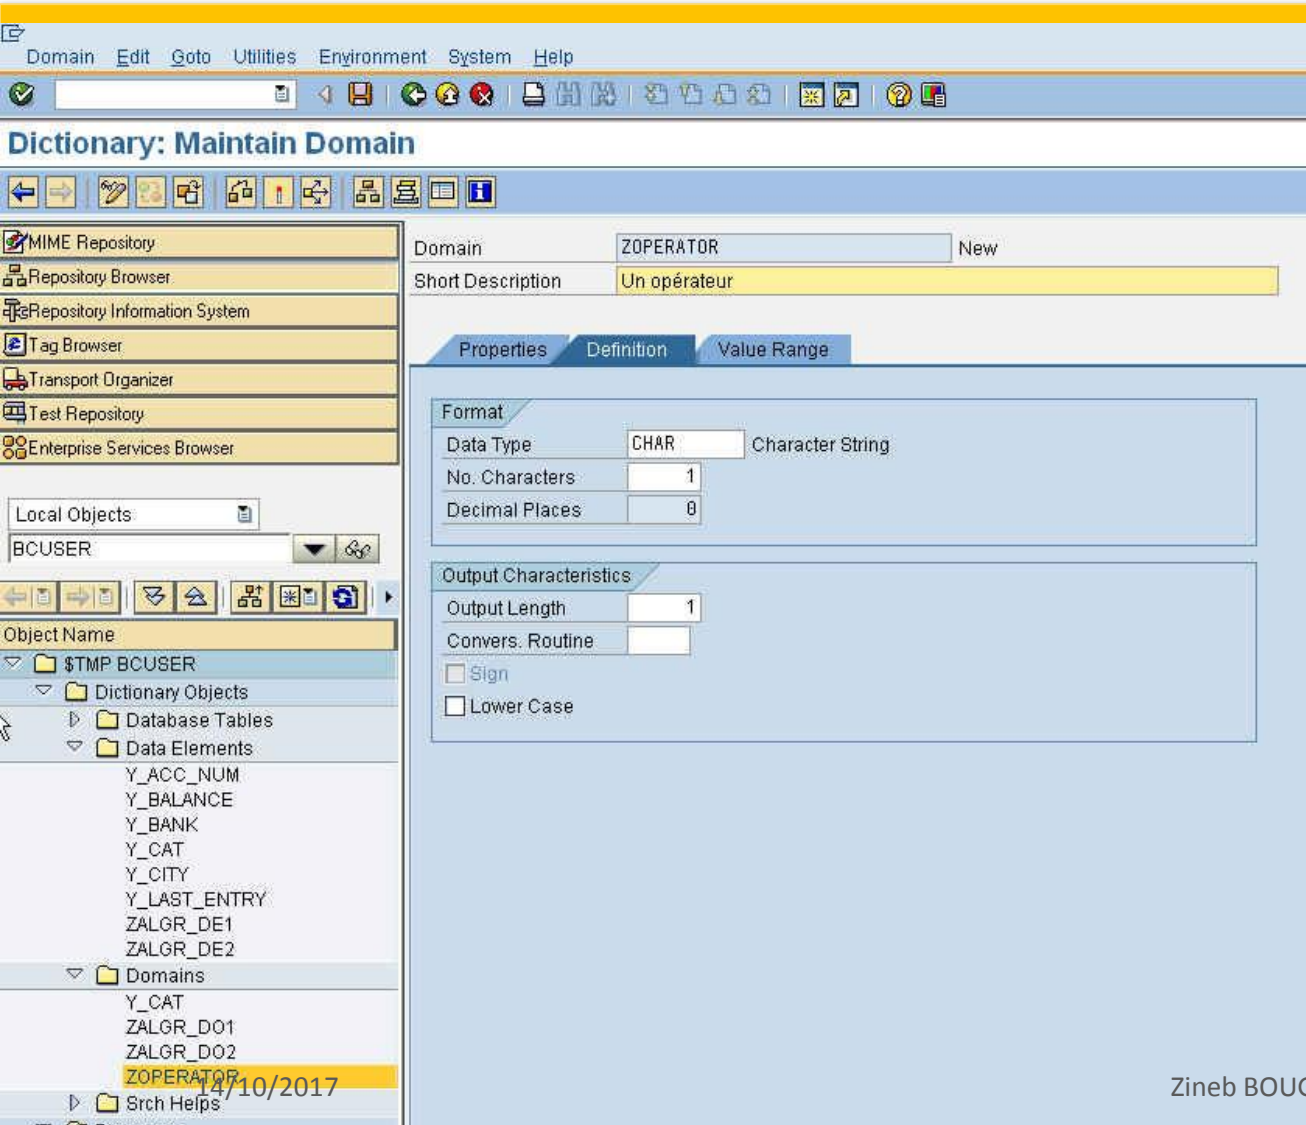 Domain Edit Goto Utilities Environment System Help
Dictionary: Maintain Domain
MIME Repository
Repository Browser
Repository Information System
Tag Browser
Transport Organizer
Test Repository
Enterprise Services Browser
Local Objects
BCUSER
Object Name
$TMP BCUSER
Dictionary Objects
Database Tables
Data Elements
Y_ACC_NUM
Y_BALANCE
Y_BANK
Y_CAT
Y_CITY
Y_LAST_ENTRY
ZALGR_DE1
ZALGR_DE2
Domains
Y_CAT
ZALGR_DO1
ZALGR_DO2
ZOPERATOR
Srch Helps
Domain ZOPERATOR New
Short Description Un opérateur
Properties Definition Value Range
Format
Data Type CHAR Character String
No. Characters 1
Decimal Places 0
Output Characteristics
Output Length 1
Convers. Routine
Sign
Lower Case
14/10/2017
Zineb BOUG